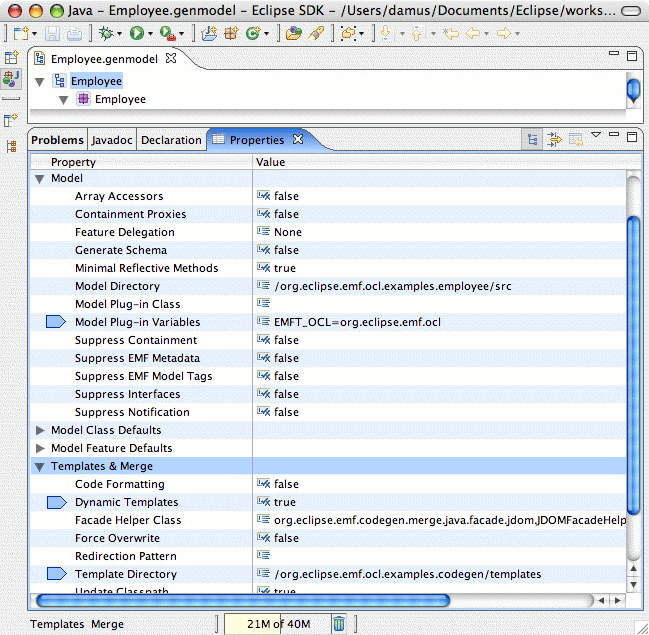 Java - Employee.genmodel - Eclipse SDK - /Users/damus/Documents/Eclipse/works...
Employee.genmodel
Employee
Employee
Problems Javadoc Declaration Properties
Property Value
Model
Array Accessors false
Containment Proxies false
Feature Delegation None
Generate Schema false
Minimal Reflective Methods true
Model Directory /org.eclipse.emf.ocl.examples.employee/src
Model Plug-in Class
Model Plug-in Variables EMFT_OCL=org.eclipse.emf.ocl
Suppress Containment false
Suppress EMF Metadata false
Suppress EMF Model Tags false
Suppress Interfaces false
Suppress Notification false
Model Class Defaults
Model Feature Defaults
Templates & Merge
Code Formatting false
Dynamic Templates true
Facade Helper Class org.eclipse.emf.codegen.merge.java.facade.jdom.JDOMFacadeHelp
Force Overwrite false
Redirection Pattern
Template Directory /org.eclipse.emf.ocl.examples.codegen/templates
Update Classpath true
Templates Merge 21M of 40M